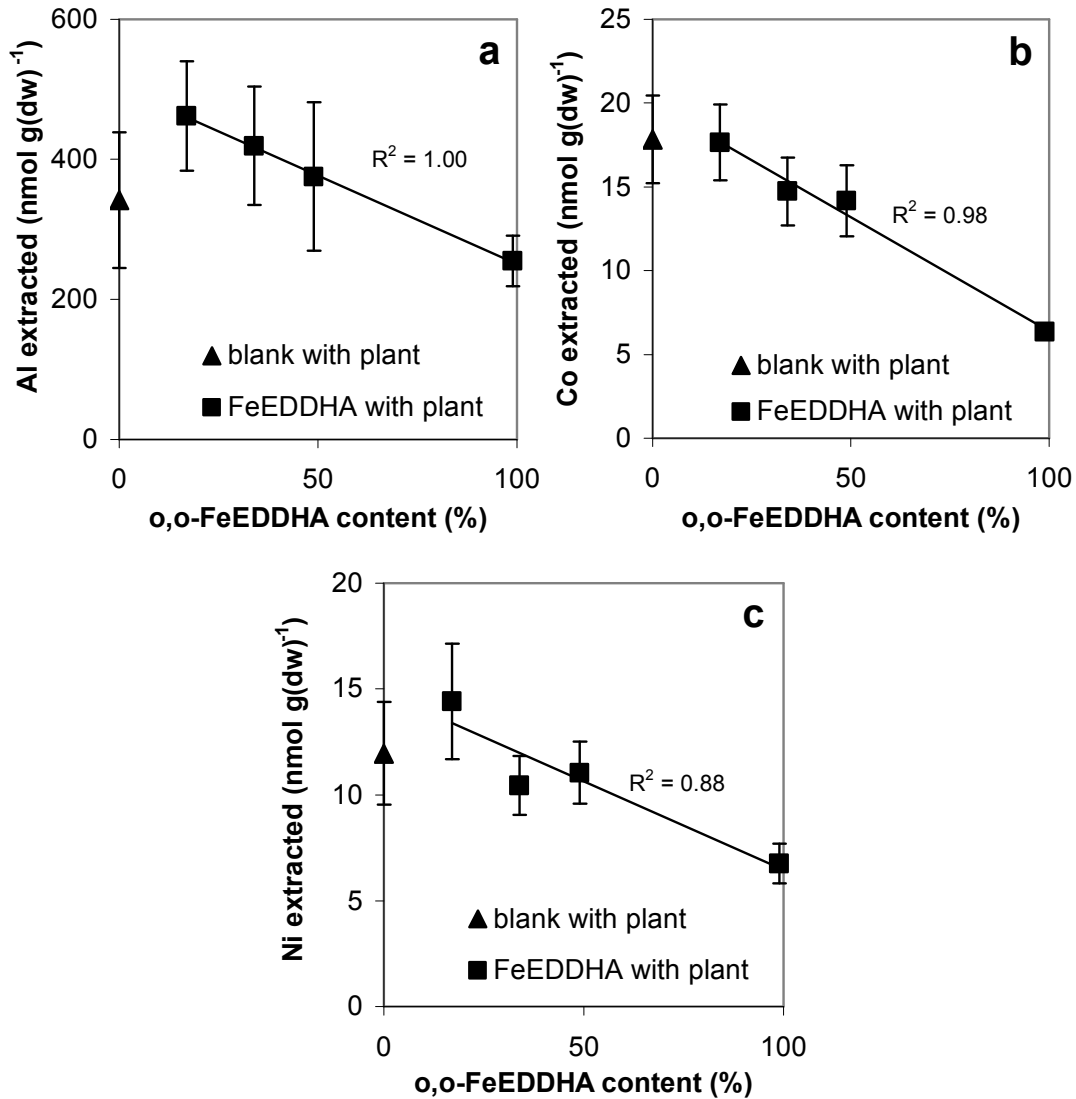 a
Al extracted (nmol g(dw)⁻¹)
600
400
200
0
R² = 1.00
blank with plant
FeEDDHA with plant
0 50 100
o,o-FeEDDHA content (%)
b
Co extracted (nmol g(dw)⁻¹)
25
20
15
10
5
0
R² = 0.98
blank with plant
FeEDDHA with plant
0 50 100
o,o-FeEDDHA content (%)
c
Ni extracted (nmol g(dw)⁻¹)
20
15
10
5
0
R² = 0.88
blank with plant
FeEDDHA with plant
0 50 100
o,o-FeEDDHA content (%)